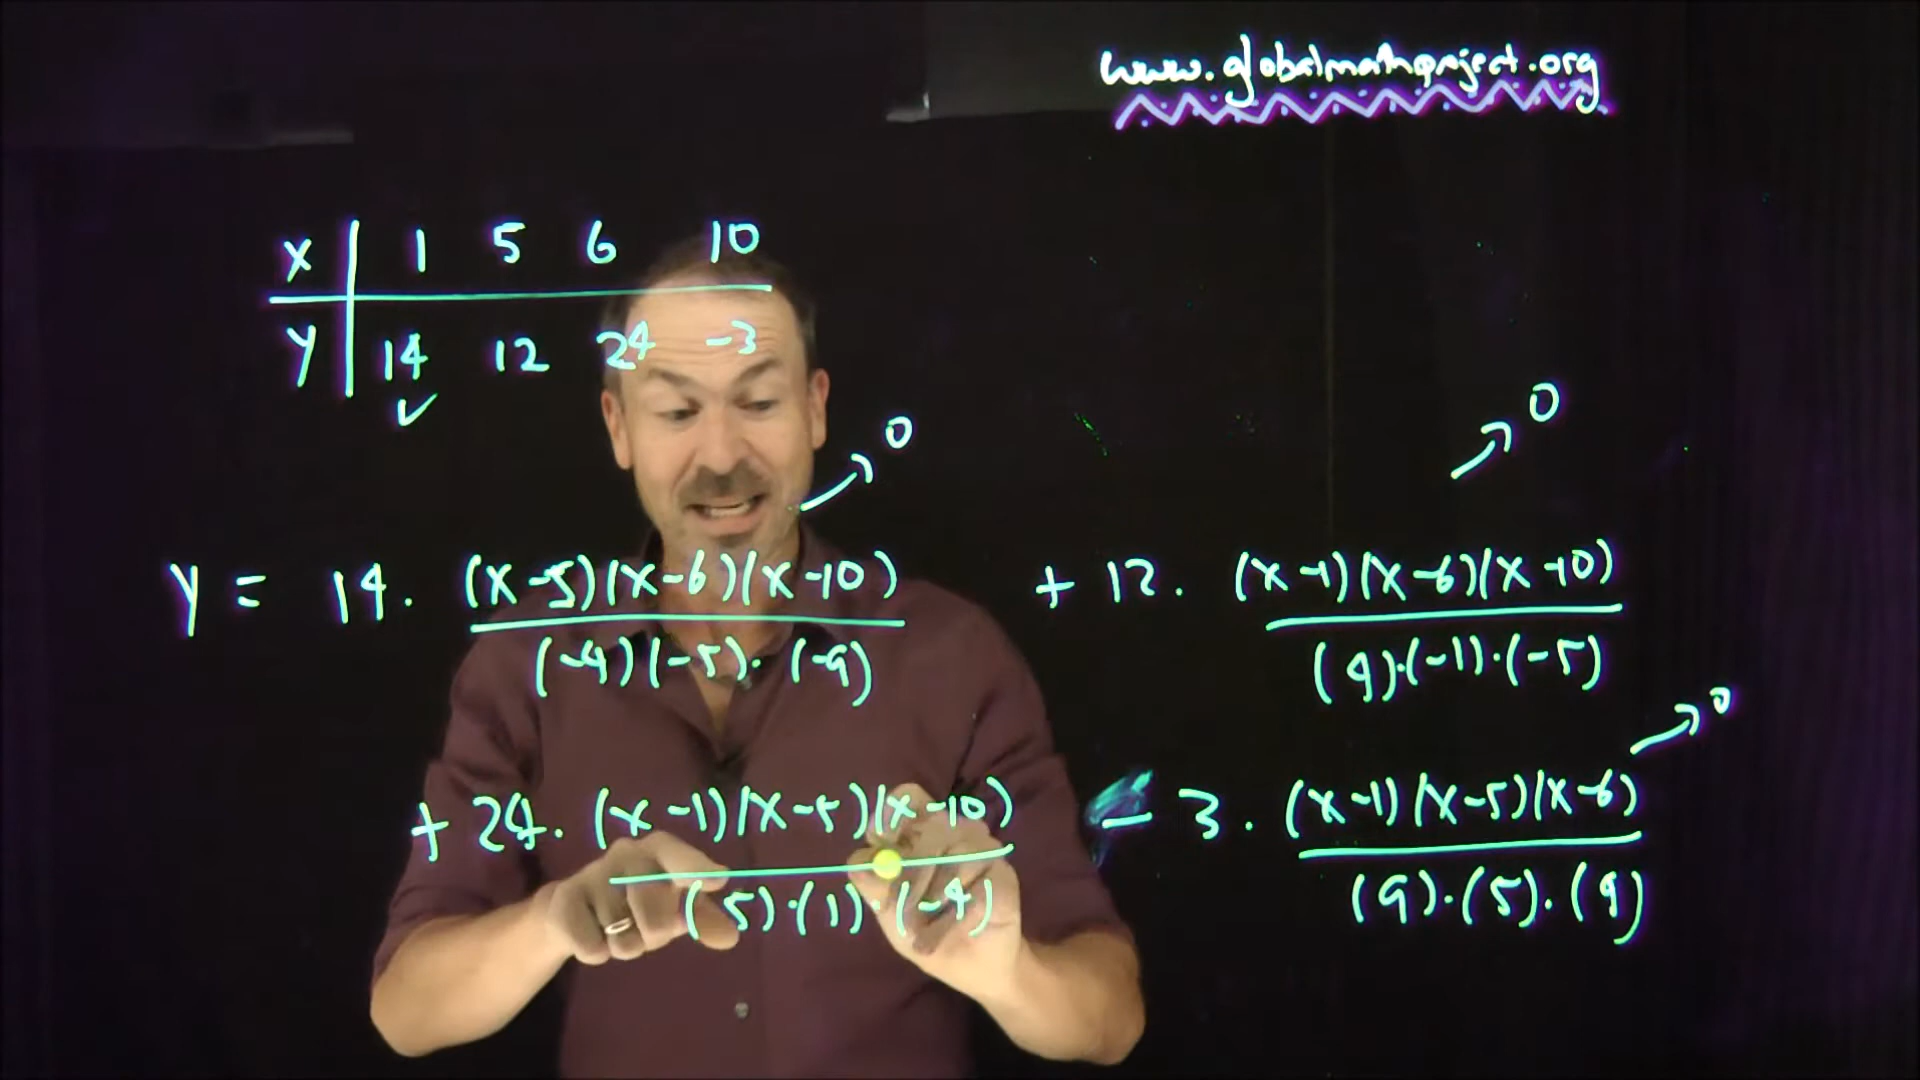 www.globalmathproject.org
x | 1 5 6 10
y | 14 12 24 -3
✓
0
0
y = 14 · (x-5)(x-6)(x-10) + 12 · (x-1)(x-6)(x-10)
(-4)(-5)·(-9) (4)·(-1)·(-5)
0
+ 24 · (x-1)(x-5)(x-10) - 3 · (x-1)(x-5)(x-6)
(5)·(1)·(-4) (9)·(5)·(4)